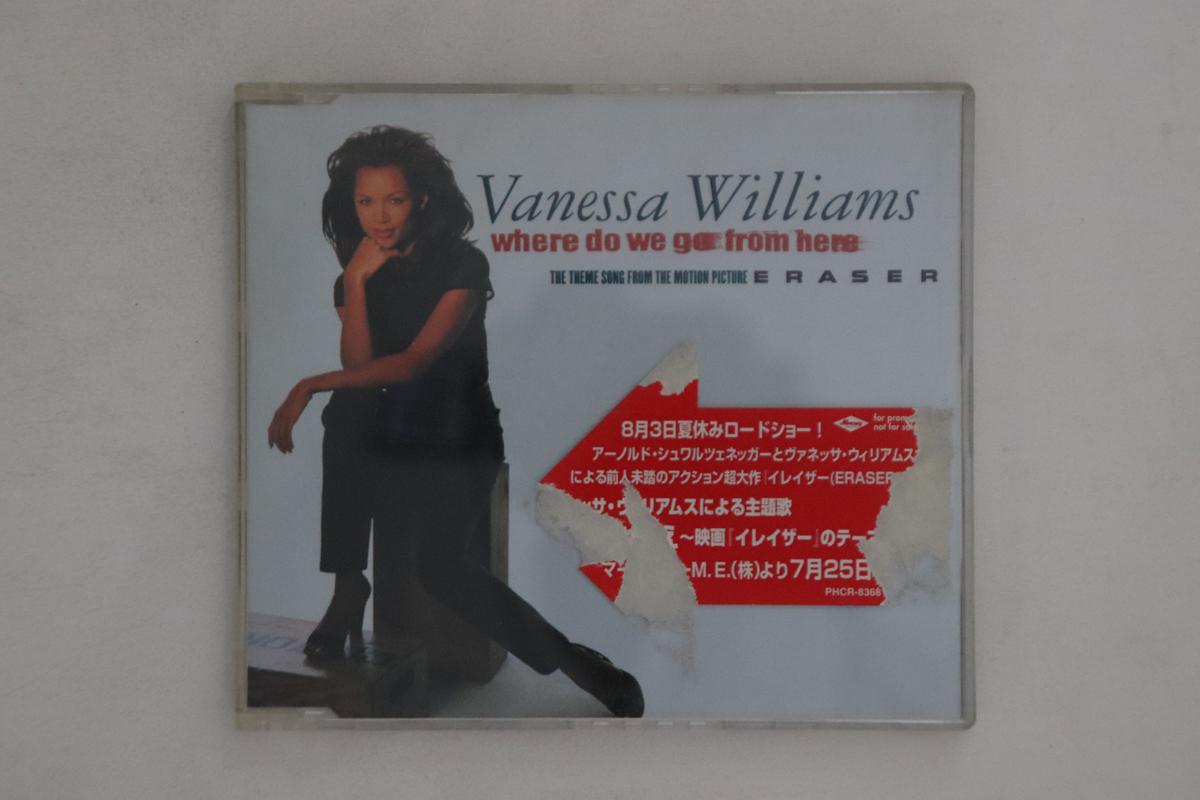 Vanessa Williams
where do we go from here
THE THEME SONG FROM THE MOTION PICTURE ERASER
for promo
not for sal
8月3日夏休みロードショー!
アーノルド・シュワルツェネッガーとヴァネッサ・ウィリアムス
による前人未踏のアクション超大作『イレイザー(ERASER
サ・ウィリアムスによる主題歌
~映画『イレイザー』のテー
マ M.E.(株)より7月25日
PHCR-8368